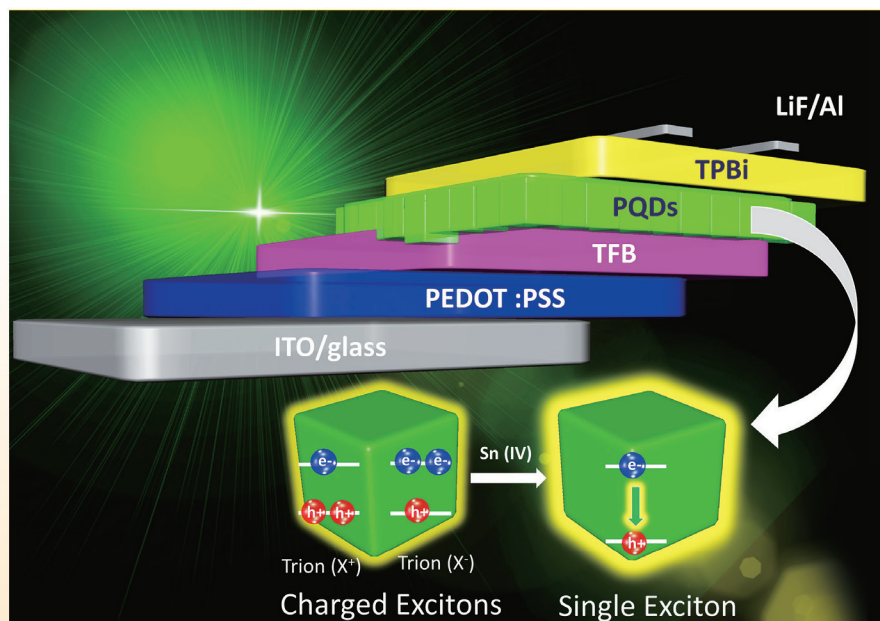 LiF/Al
TPBi
PQDs
TFB
PEDOT :PSS
ITO/glass
e-
e- e-
h+ h+
h+
Trion (X⁺)
Trion (X⁻)
Charged Excitons
Sn (IV)
e-
h+
Single Exciton